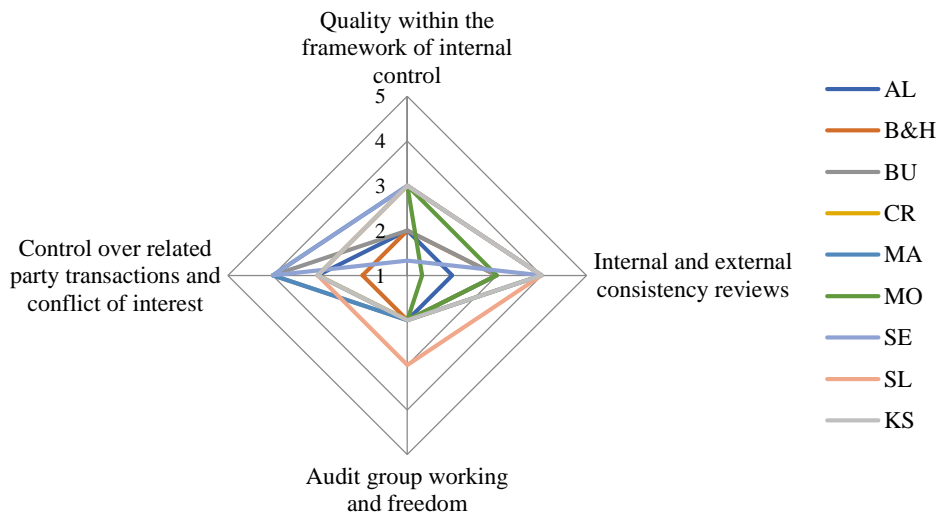 Quality within the
framework of internal
control
5
4
3
2
1
Control over related
party transactions and
conflict of interest
Internal and external
consistency reviews
Audit group working
and freedom
AL
B&H
BU
CR
MA
MO
SE
SL
KS